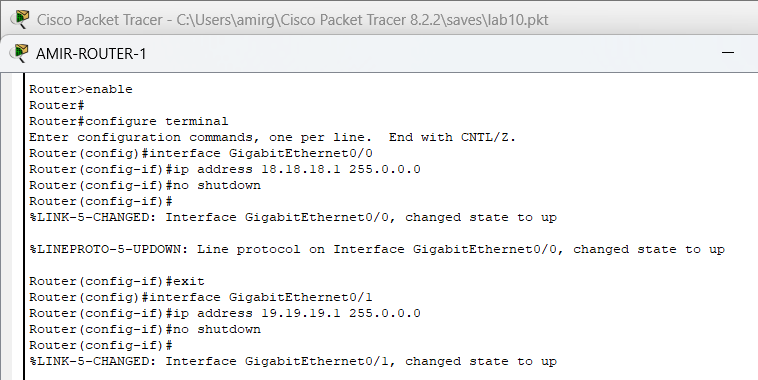 Cisco Packet Tracer - C:\Users\amirg\Cisco Packet Tracer 8.2.2\saves\lab10.pkt
AMIR-ROUTER-1
Router>enable
Router#
Router#configure terminal
Enter configuration commands, one per line.  End with CNTL/Z.
Router(config)#interface GigabitEthernet0/0
Router(config-if)#ip address 18.18.18.1 255.0.0.0
Router(config-if)#no shutdown
Router(config-if)#
%LINK-5-CHANGED: Interface GigabitEthernet0/0, changed state to up
%LINEPROTO-5-UPDOWN: Line protocol on Interface GigabitEthernet0/0, changed state to up
Router(config-if)#exit
Router(config)#interface GigabitEthernet0/1
Router(config-if)#ip address 19.19.19.1 255.0.0.0
Router(config-if)#no shutdown
Router(config-if)#
%LINK-5-CHANGED: Interface GigabitEthernet0/1, changed state to up